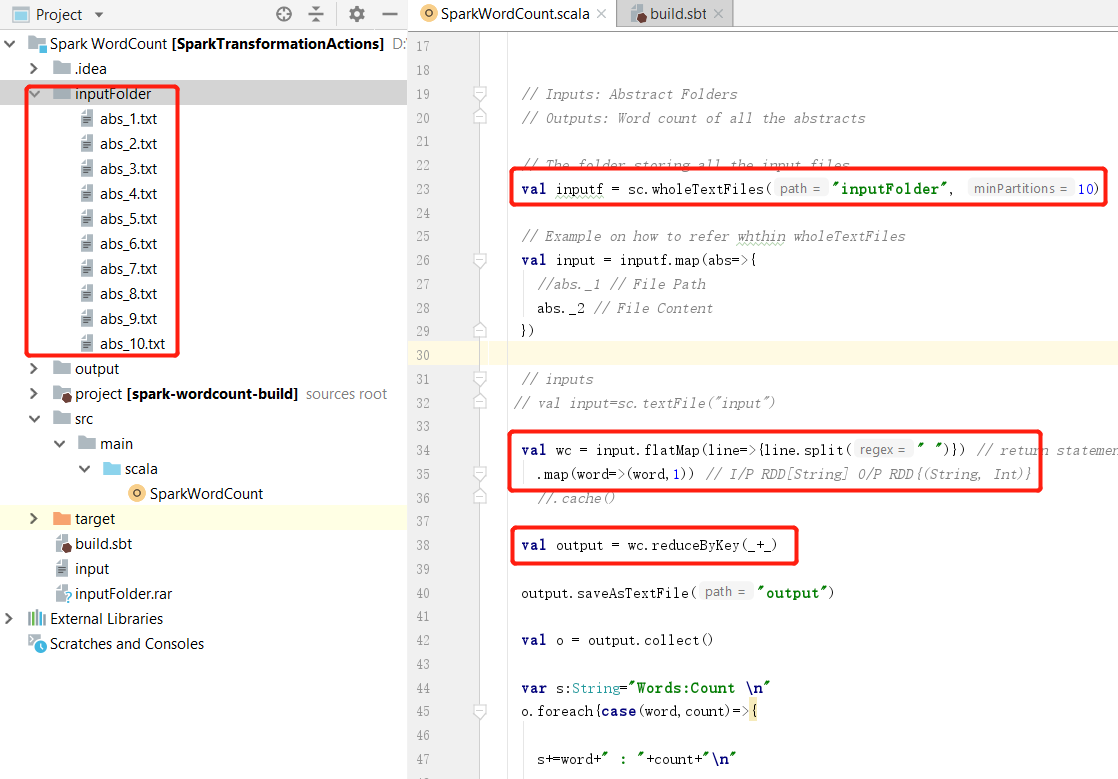 Project
Spark WordCount [SparkTransformationActions] D:
.idea
inputFolder
abs_1.txt
abs_2.txt
abs_3.txt
abs_4.txt
abs_5.txt
abs_6.txt
abs_7.txt
abs_8.txt
abs_9.txt
abs_10.txt
output
project [spark-wordcount-build] sources root
src
main
scala
SparkWordCount
target
build.sbt
input
inputFolder.rar
External Libraries
Scratches and Consoles
SparkWordCount.scala build.sbt
17
18
19 // Inputs: Abstract Folders
20 // Outputs: Word count of all the abstracts
21
22 // The folder storing all the input files
23 val inputf = sc.wholeTextFiles( path = "inputFolder", minPartitions = 10)
24
25 // Example on how to refer whthin wholeTextFiles
26 val input = inputf.map(abs=>{
27 //abs._1 // File Path
28 abs._2 // File Content
29 })
30
31 // inputs
32 // val input=sc.textFile("input")
33
34 val wc = input.flatMap(line=>{line.split( regex = " ")}) // return statemen
35 .map(word=>(word,1)) // I/P RDD[String] O/P RDD{(String, Int)}
36 //.cache()
37
38 val output = wc.reduceByKey(_+_)
39
40 output.saveAsTextFile( path = "output")
41
42 val o = output.collect()
43
44 var s:String="Words:Count \n"
45 o.foreach{case(word,count)=>{
46
47 s+=word+" : "+count+"\n"